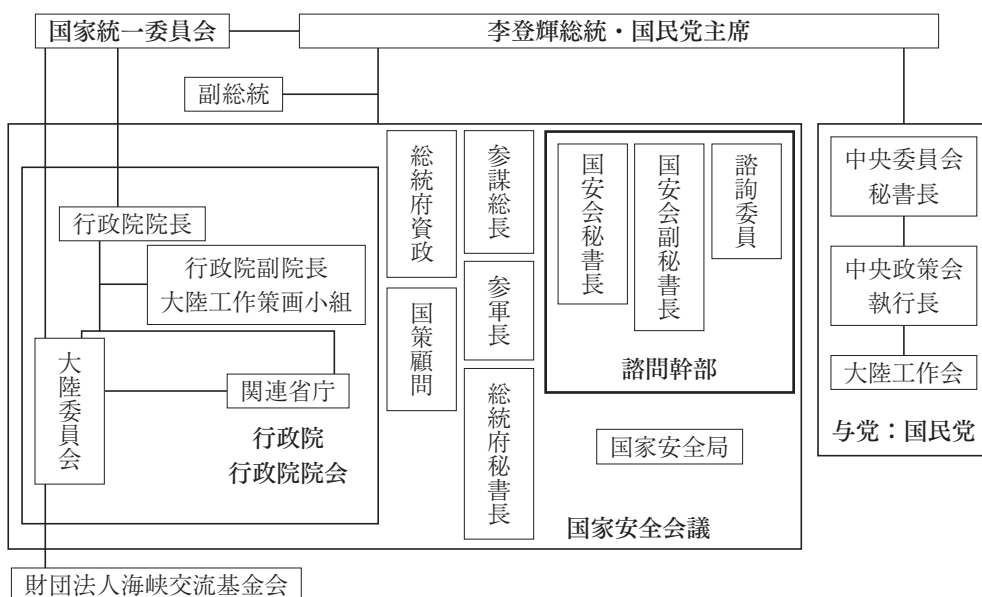 国家統一委員会
李登輝総統・国民党主席
副総統
行政院院長
行政院副院長
大陸工作策画小組
大陸委員会
関連省庁
行政院
行政院院会
総統府資政
国策顧問
参謀総長
参軍長
総統府秘書長
国安会秘書長
国安会副秘書長
諮詢委員
諮問幹部
国家安全局
国家安全会議
中央委員会
秘書長
中央政策会
執行長
大陸工作会
与党：国民党
財団法人海峡交流基金会